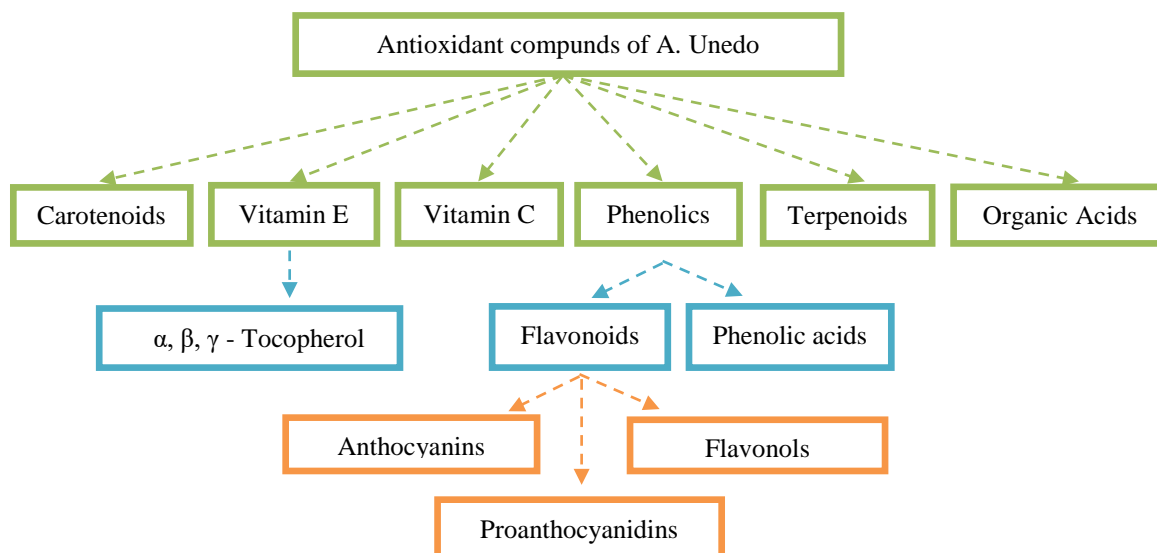 Antioxidant compunds of A. Unedo
Carotenoids
Vitamin E
Vitamin C
Phenolics
Terpenoids
Organic Acids
α, β, γ - Tocopherol
Flavonoids
Phenolic acids
Anthocyanins
Flavonols
Proanthocyanidins